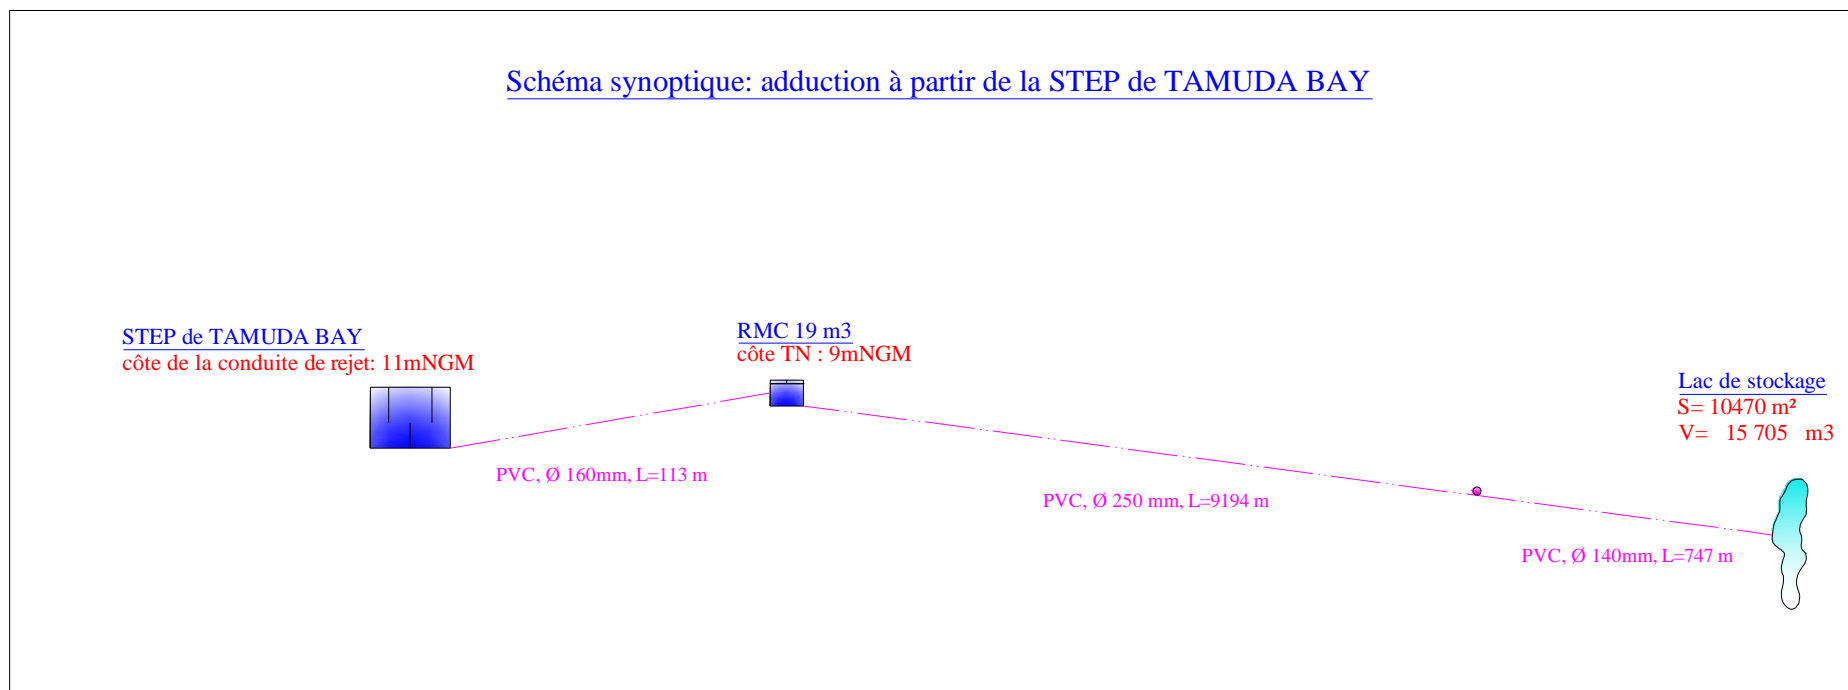 Schéma synoptique: adduction à partir de la STEP de TAMUDA BAY
STEP de TAMUDA BAY
côte de la conduite de rejet: 11mNGM
RMC 19 m3
côte TN : 9mNGM
Lac de stockage
S= 10470 m²
V= 15 705 m3
PVC, Ø 160mm, L=113 m
PVC, Ø 250 mm, L=9194 m
PVC, Ø 140mm, L=747 m